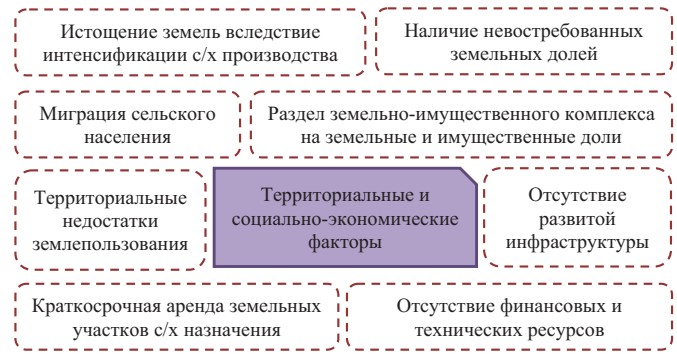 Истощение земель вследствие
интенсификации с/х производства
Наличие невостребованных
земельных долей
Миграция сельского
населения
Раздел земельно-имущественного комплекса
на земельные и имущественные доли
Территориальные
недостатки
землепользования
Территориальные и
социально-экономические
факторы
Отсутствие
развитой
инфраструктуры
Краткосрочная аренда земельных
участков с/х назначения
Отсутствие финансовых и
технических ресурсов